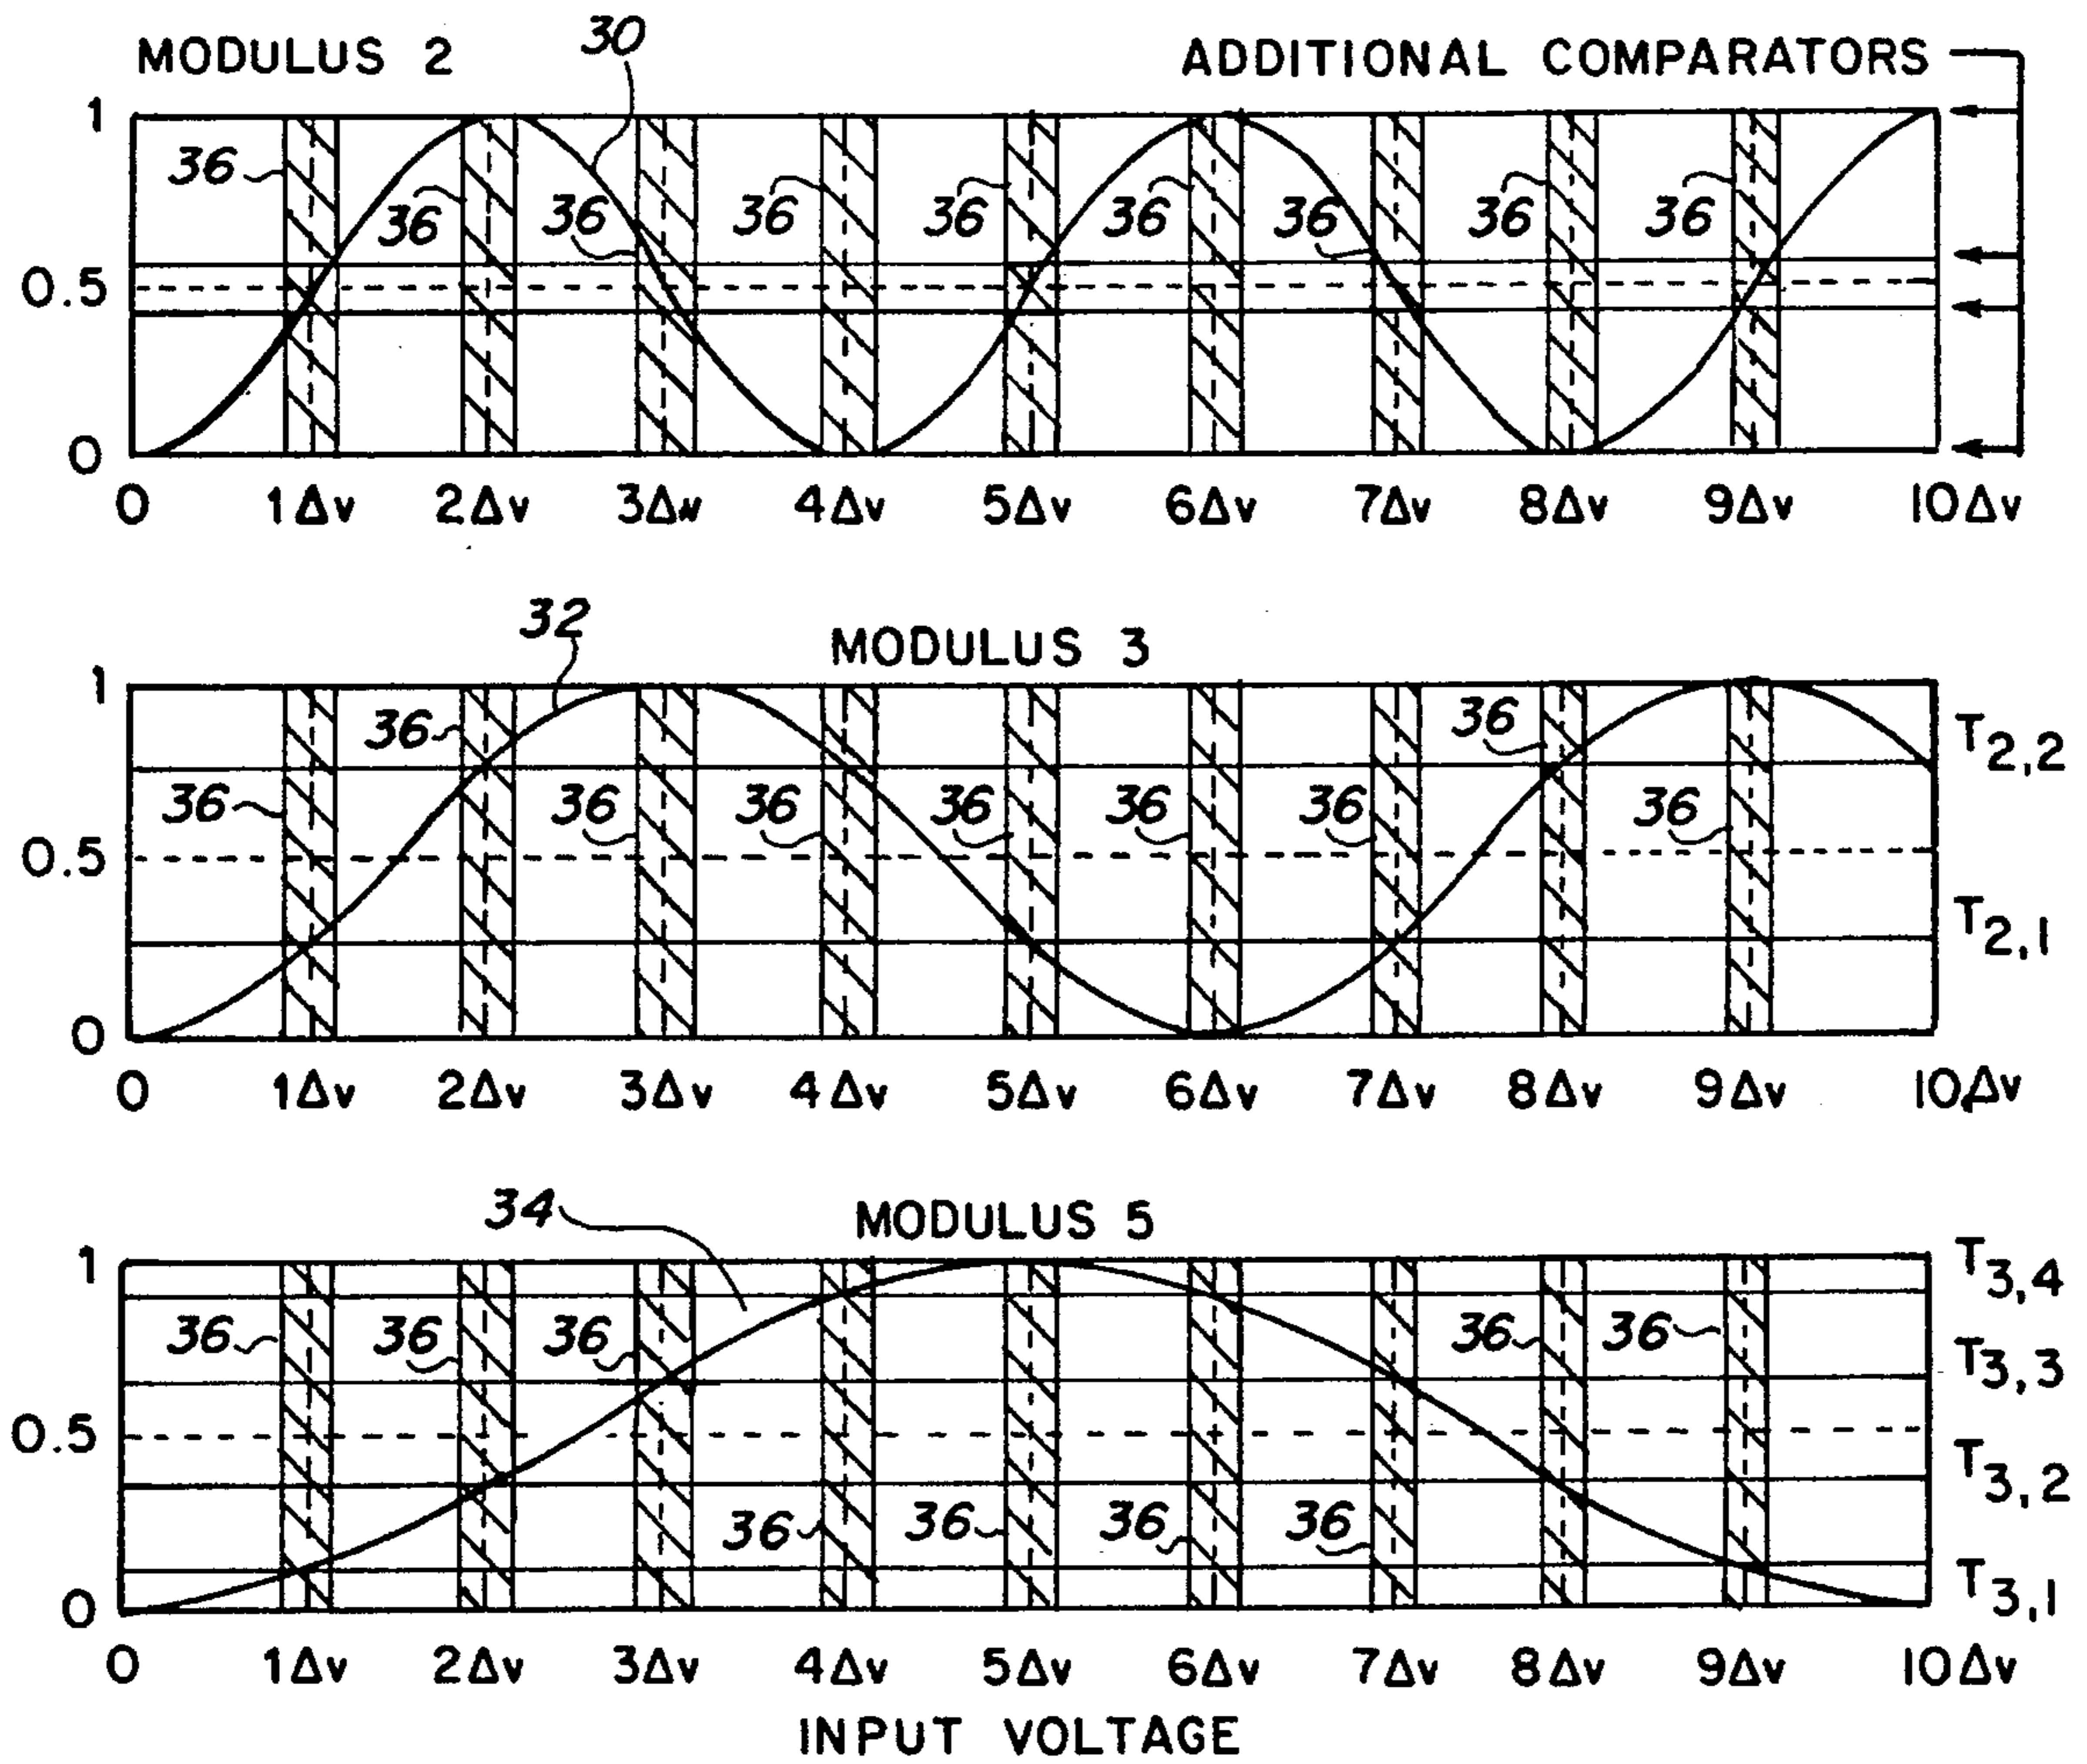 MODULUS 2 30 ADDITIONAL COMPARATORS
1
36 36 36 36 36 36 36 36 36
0.5
0
0 1Δv 2Δv 3Δv 4Δv 5Δv 6Δv 7Δv 8Δv 9Δv 10Δv
32 MODULUS 3
1
36 36 T2,2
36 36 36 36 36 36 36
0.5
T2,1
0
0 1Δv 2Δv 3Δv 4Δv 5Δv 6Δv 7Δv 8Δv 9Δv 10Δv
34 MODULUS 5
1 T3,4
36 36 36 36 36 T3,3
0.5
T3,2
36 36 36 36
T3,1
0
0 1Δv 2Δv 3Δv 4Δv 5Δv 6Δv 7Δv 8Δv 9Δv 10Δv
INPUT VOLTAGE